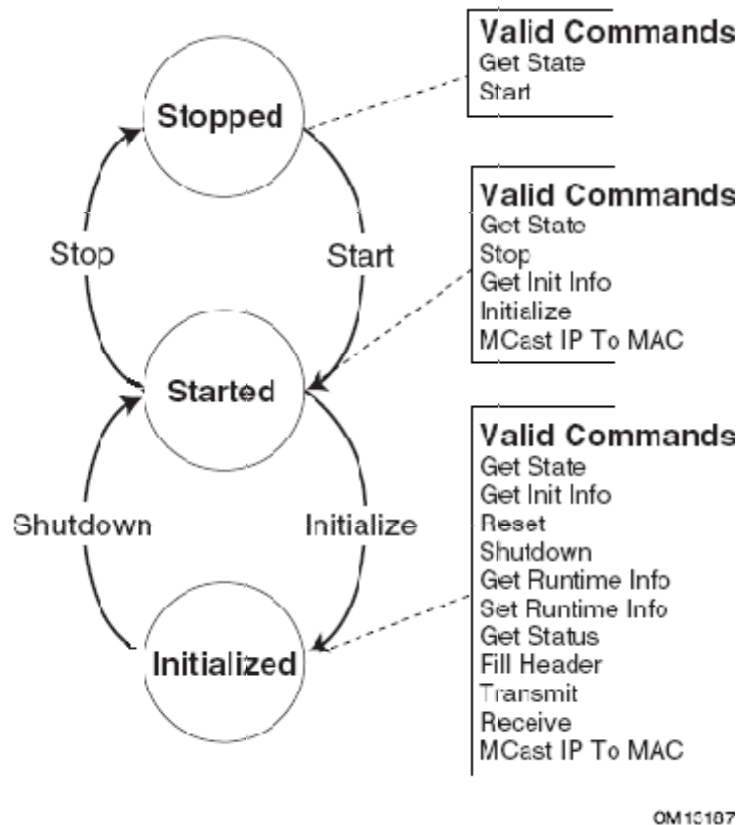 Stopped
Stop
Start
Started
Shutdown
Initialize
Initialized
Valid Commands
Get State
Start
Valid Commands
Get State
Stop
Get Init Info
Initialize
MCast IP To MAC
Valid Commands
Get State
Get Init Info
Reset
Shutdown
Get Runtime Info
Set Runtime Info
Get Status
Fill Header
Transmit
Receive
MCast IP To MAC